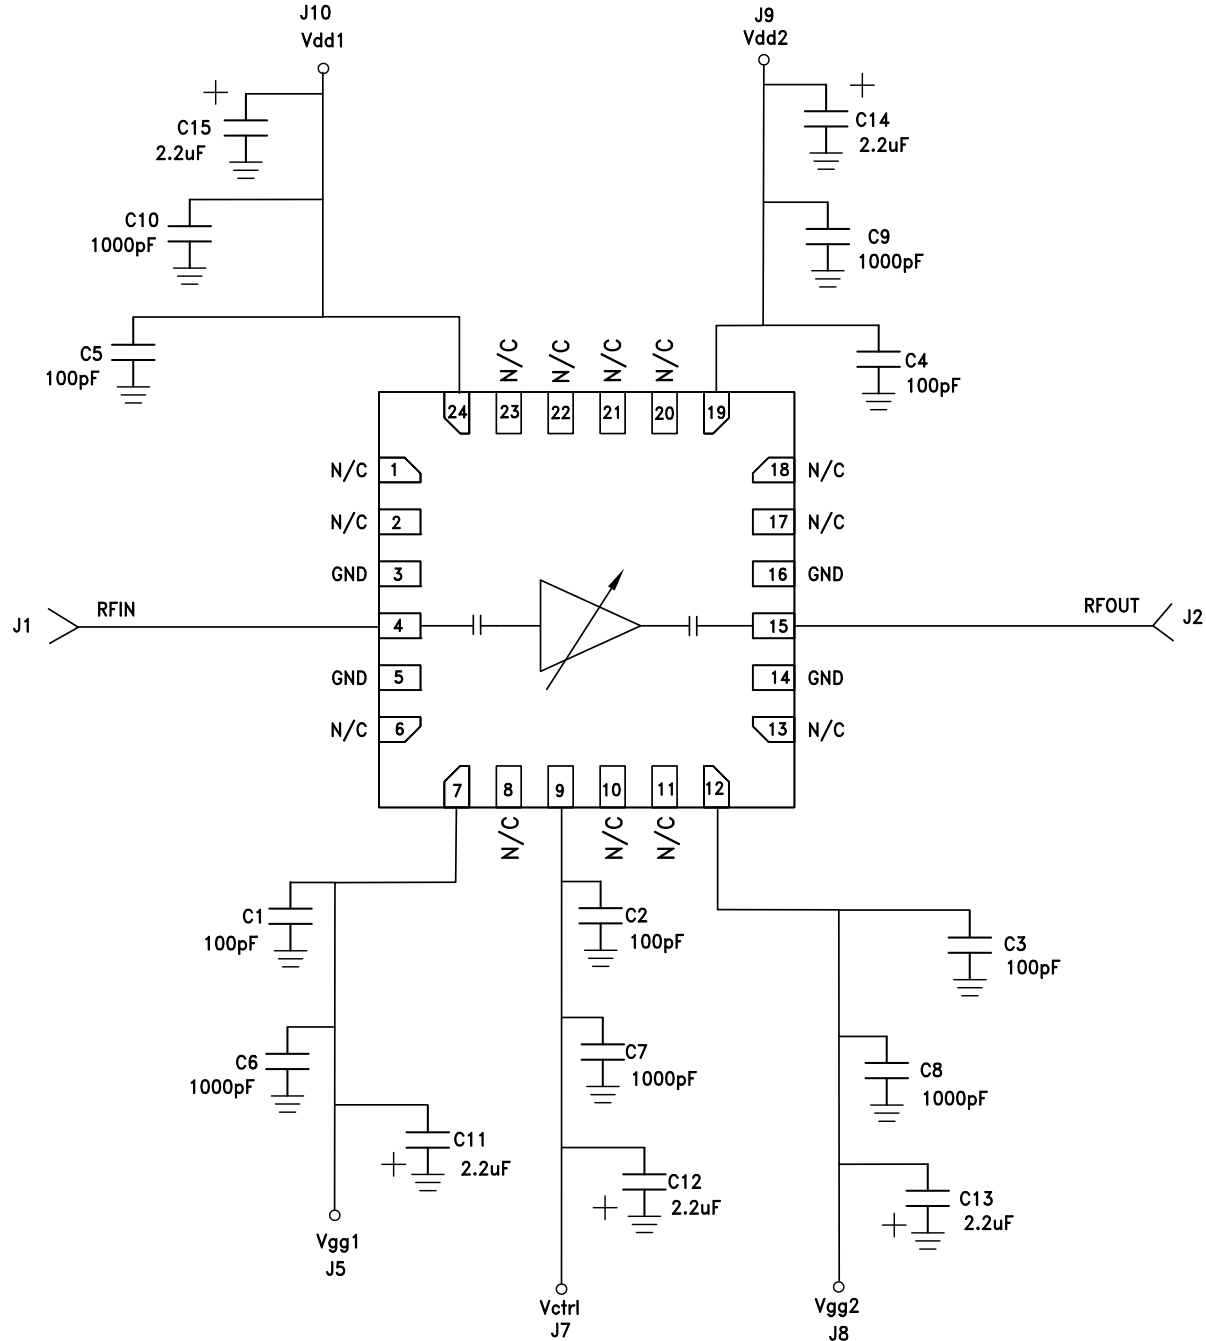 J10
Vdd1
J9
Vdd2
+
C15
2.2uF
+
C14
2.2uF
C10
1000pF
C9
1000pF
C5
100pF
C4
100pF
N/C
N/C
N/C
N/C
24
23
22
21
20
19
N/C
1
18
N/C
N/C
2
17
N/C
GND
3
16
GND
J1
RFIN
4
15
RFOUT
J2
GND
5
14
GND
N/C
6
13
N/C
7
8
9
10
11
12
N/C
N/C
N/C
C1
100pF
C2
100pF
C3
100pF
C6
1000pF
C7
1000pF
C8
1000pF
C11
+
2.2uF
C12
+
2.2uF
C13
+
2.2uF
Vgg1
J5
Vctrl
J7
Vgg2
J8